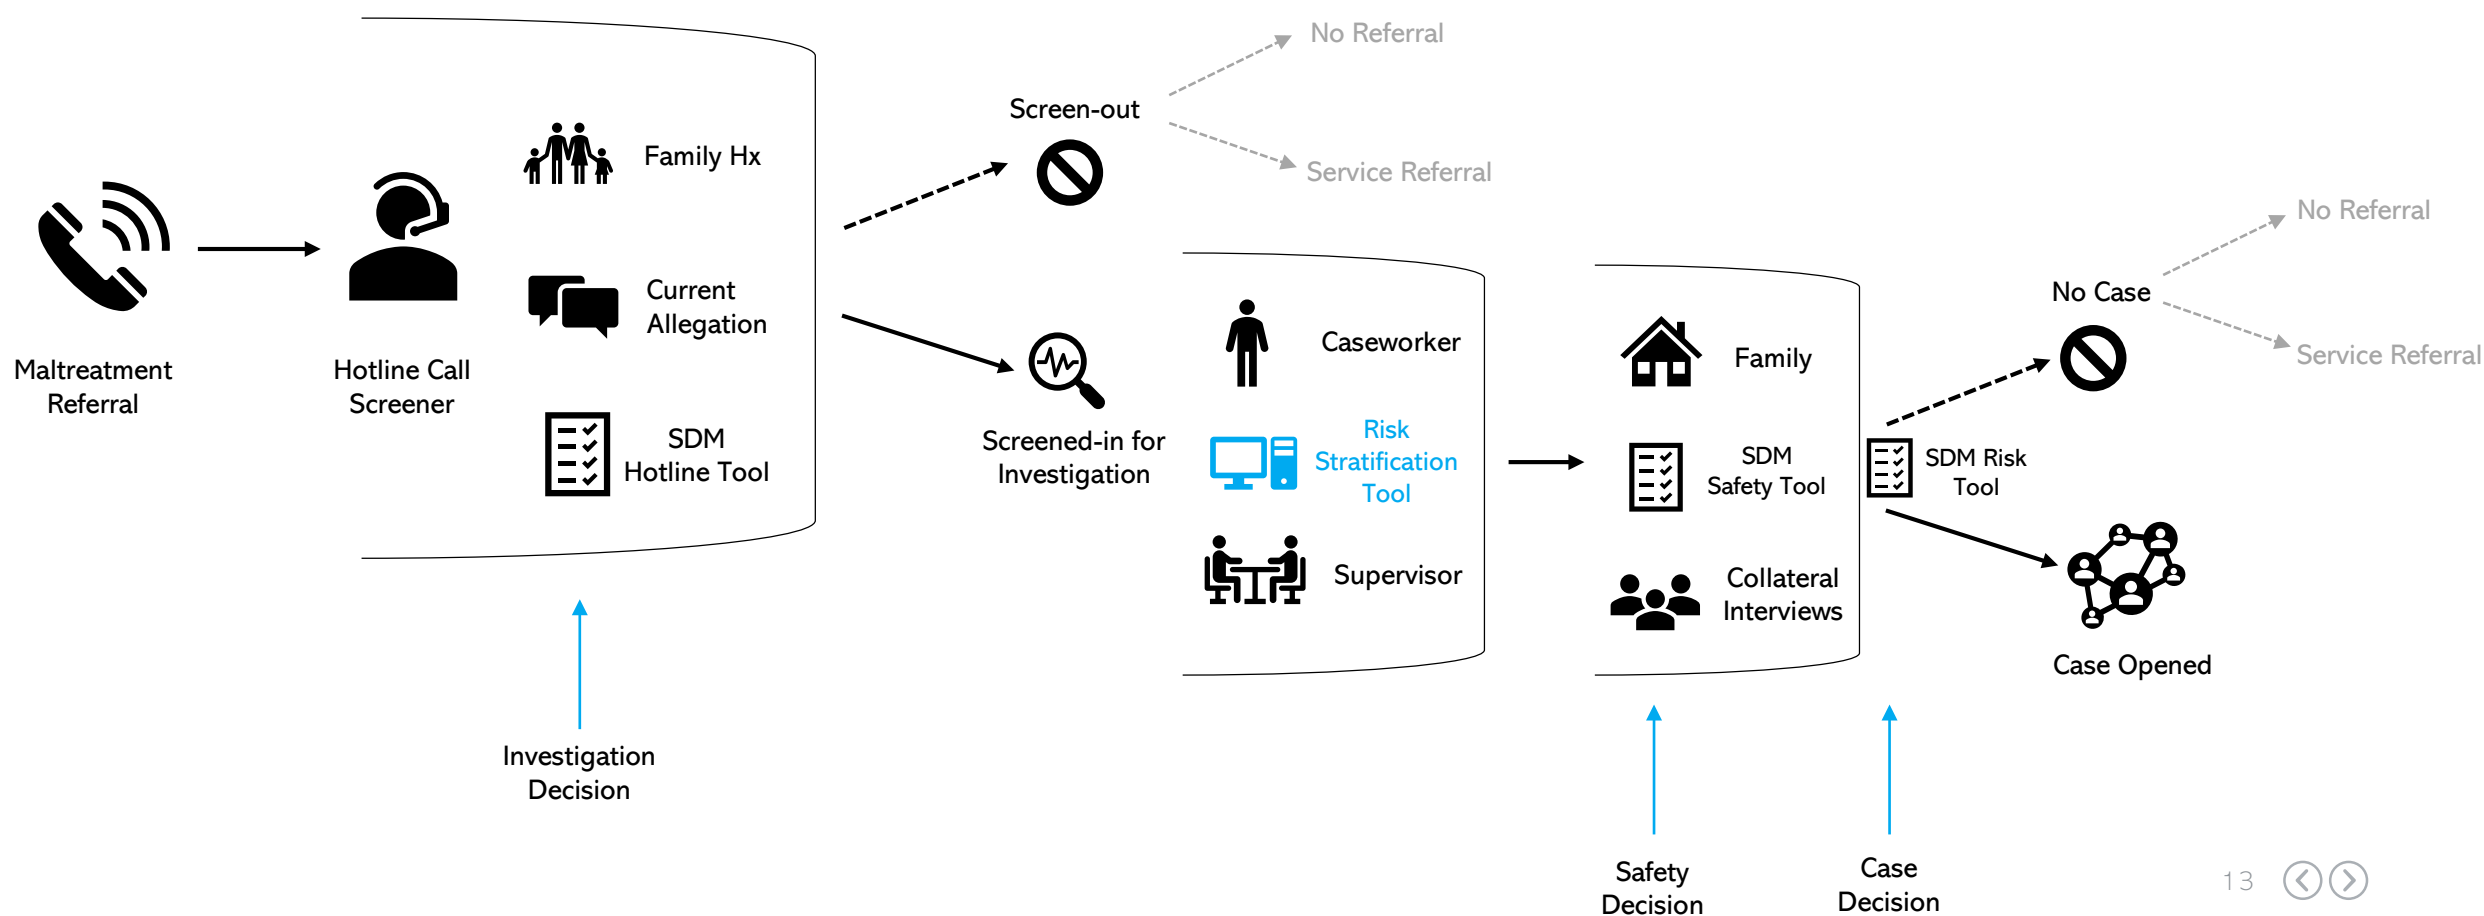 Maltreatment
Referral
Hotline Call
Screener
Family Hx
Current
Allegation
SDM
Hotline Tool
Investigation
Decision
Screen-out
No Referral
Service Referral
Screened-in for
Investigation
Caseworker
Risk
Stratification
Tool
Supervisor
Family
SDM
Safety Tool
Collateral
Interviews
Safety
Decision
SDM Risk
Tool
Case
Decision
No Case
No Referral
Service Referral
Case Opened
13